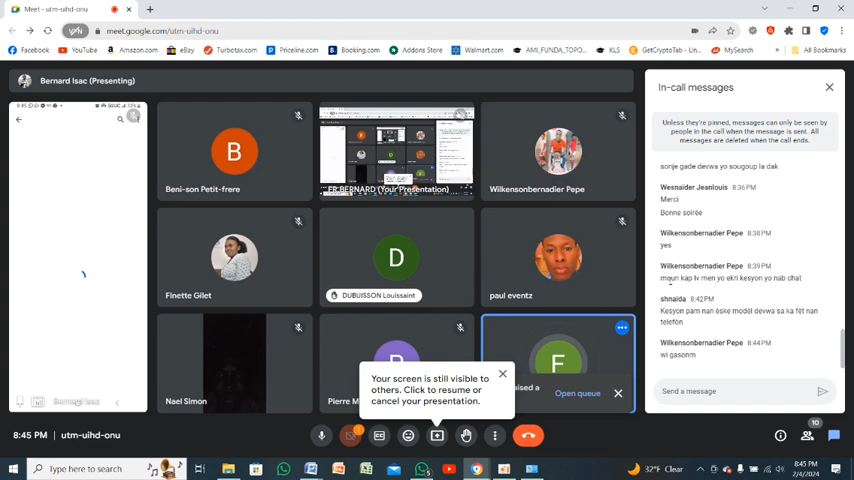 Meet - utm-uihd-onu
VPN
meet.google.com/utm-uihd-onu
Facebook
YouTube
Amazon.com
eBay
Turbotax.com
Priceline.com
Booking.com
Addons Store
Walmart.com
AMI_FUNDA_TOPO...
KLS
GetCryptoTab - Un...
MySearch
»
All Bookmarks
Bernard Isac (Presenting)
In-call messages
Unless they're pinned, messages can only be seen by
people in the call when the message is sent. All
messages are deleted when the call ends.
sonje gade devwa yo sougoup la dak
Wesnaider Jeanlouis 8:36PM
Merci
Bonne soirée
Wilkensonbernadier Pepe 8:38 PM
yes
Wilkensonbernadier Pepe 8:39 PM
moun kap lv men yo ekri kesyon yo nab chat
shnaida 8:42PM
Kesyon pam nan èske modèl devwa sa ka fèt nan
telefòn
Wilkensonbernadier Pepe 8:44 PM
wi gasonm
Send a message
B
Beni-son Petit-frere
FR BERNARD (Your Presentation)
Wilkensonbernadier Pepe
Finette Gilet
D
DUBUISSON Louissaint
paul eventz
Bernard Isac
Nael Simon
Pierre M
aised a
Open queue
Your screen is still visible to
others. Click to resume or
cancel your presentation.
8:45 PM
utm-uihd-onu
10
Type here to search
32°F Clear
8:45 PM
2/4/2024